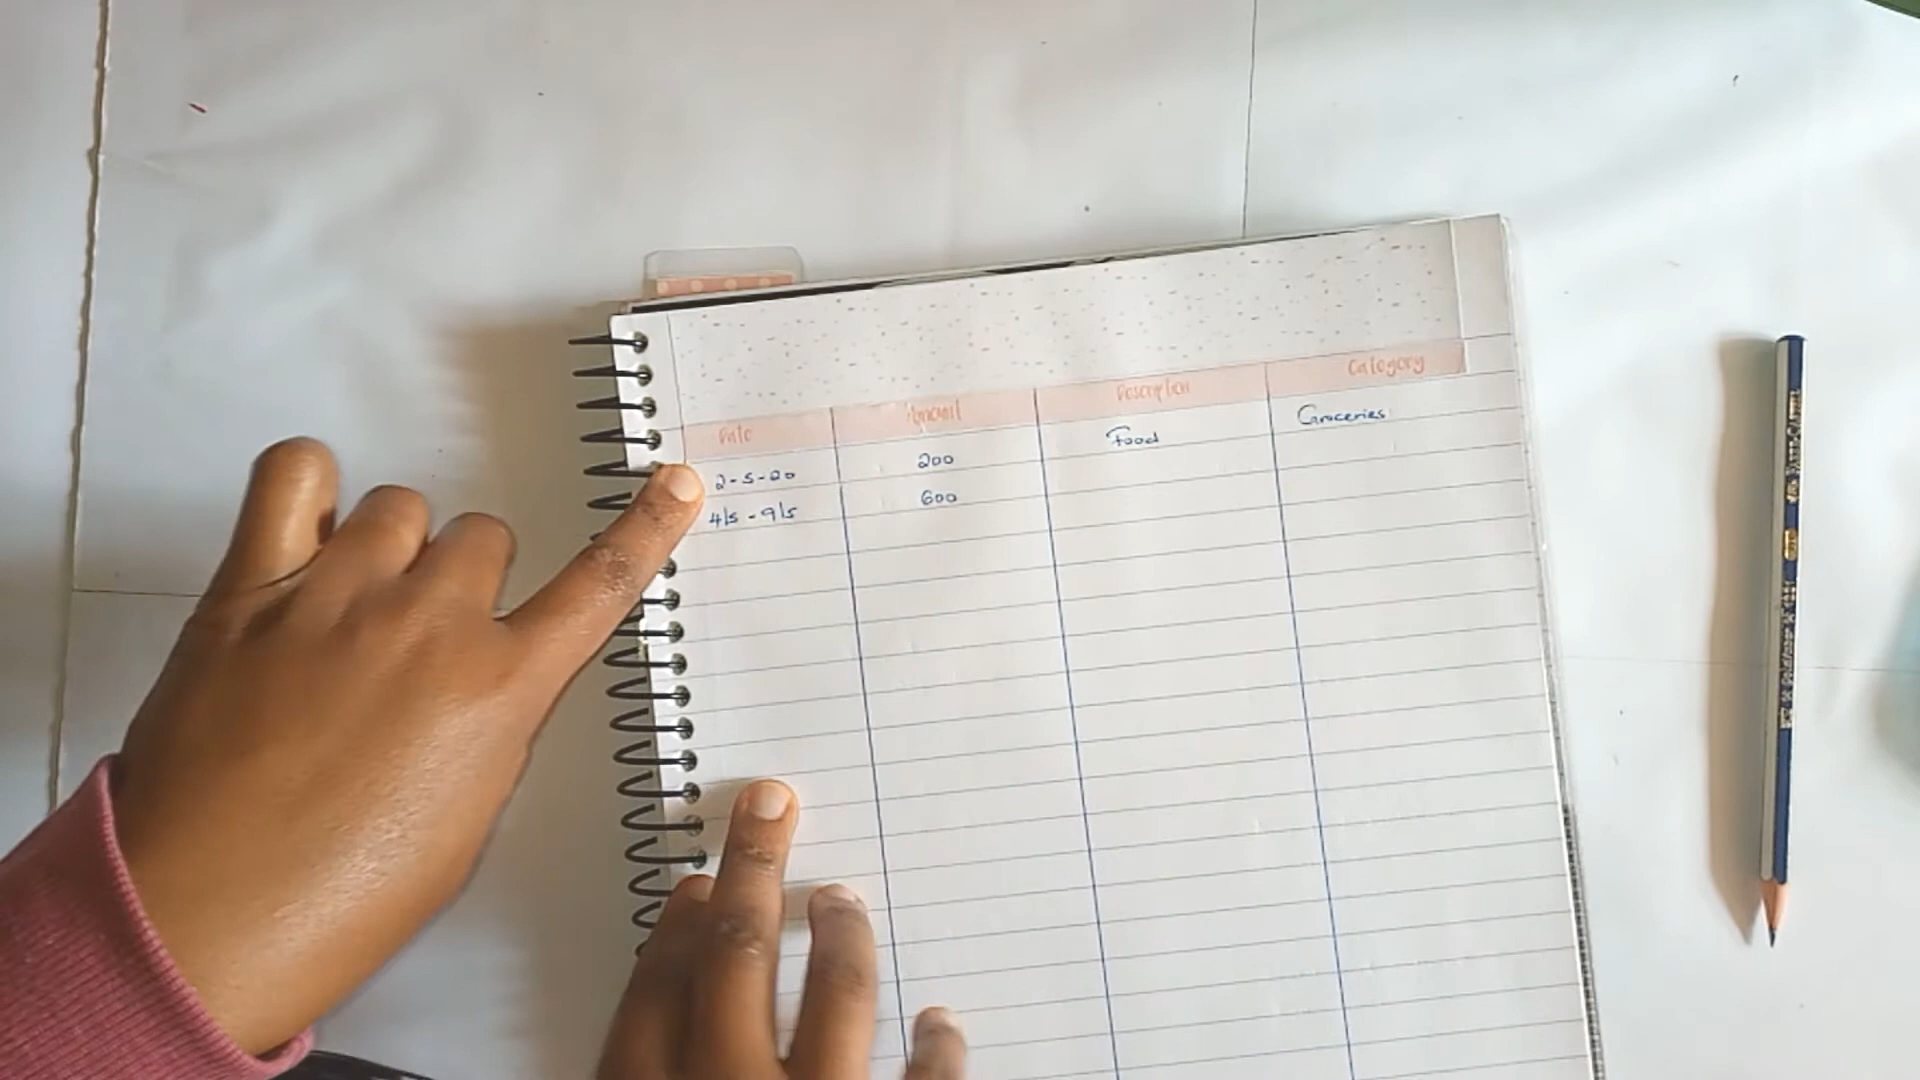 Date Amount Description Category
2-5-20 200 Food Groceries
4/5 - 9/5 600